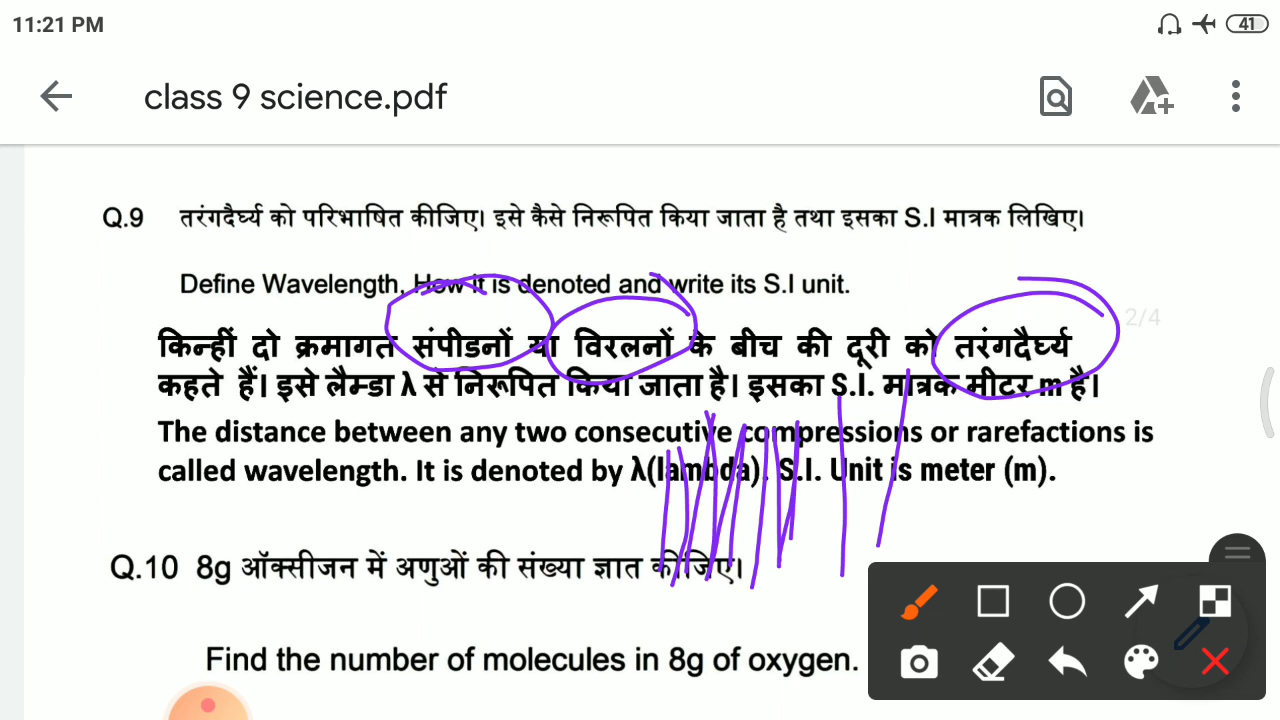 11:21 PM
41
class 9 science.pdf
Q.9 तरंगदैर्घ्य को परिभाषित कीजिए। इसे कैसे निरूपित किया जाता है तथा इसका S.I मात्रक लिखिए।
Define Wavelength, How it is denoted and write its S.I unit.
2/4
किन्हीं दो क्रमागत संपीडनों या विरलनों के बीच की दूरी को तरंगदैर्घ्य
कहते हैं। इसे लैम्डा λ से निरूपित किया जाता है। इसका S.I. मात्रक मीटर m है।
The distance between any two consecutive compressions or rarefactions is
called wavelength. It is denoted by λ(lambda). S.I. Unit is meter (m).
Q.10 8g ऑक्सीजन में अणुओं की संख्या ज्ञात कीजिए।
Find the number of molecules in 8g of oxygen.